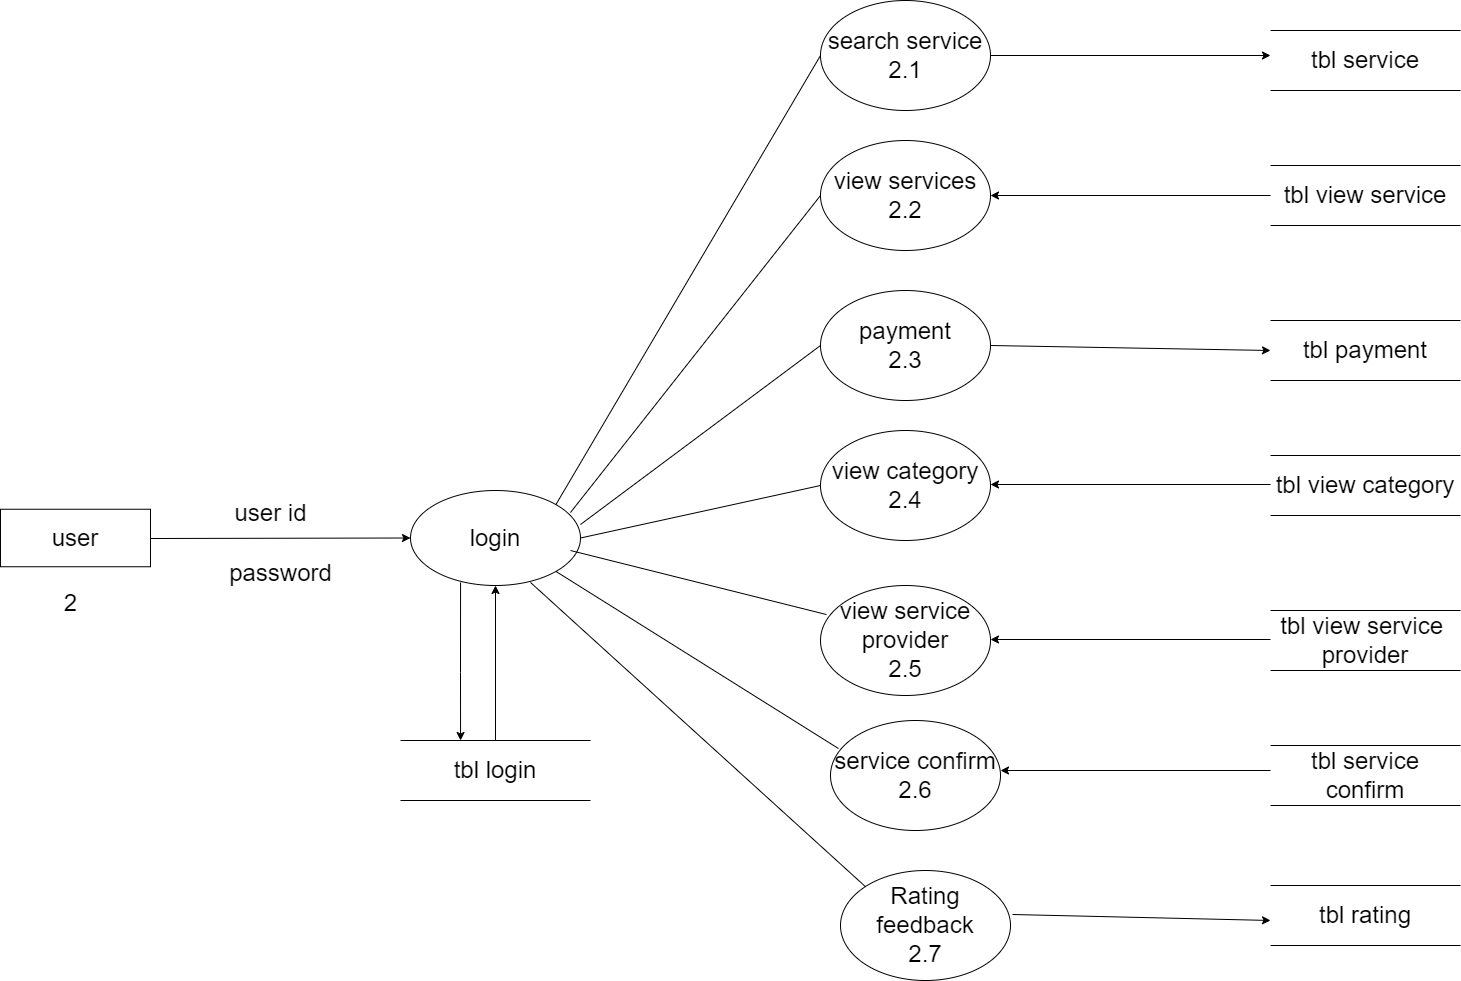 search service
2.1
tbl service
view services
2.2
tbl view service
payment
2.3
tbl payment
view category
2.4
tbl view category
user id
user
login
password
2
view service
provider
2.5
tbl view service
provider
tbl login
service confirm
2.6
tbl service
confirm
Rating
feedback
2.7
tbl rating